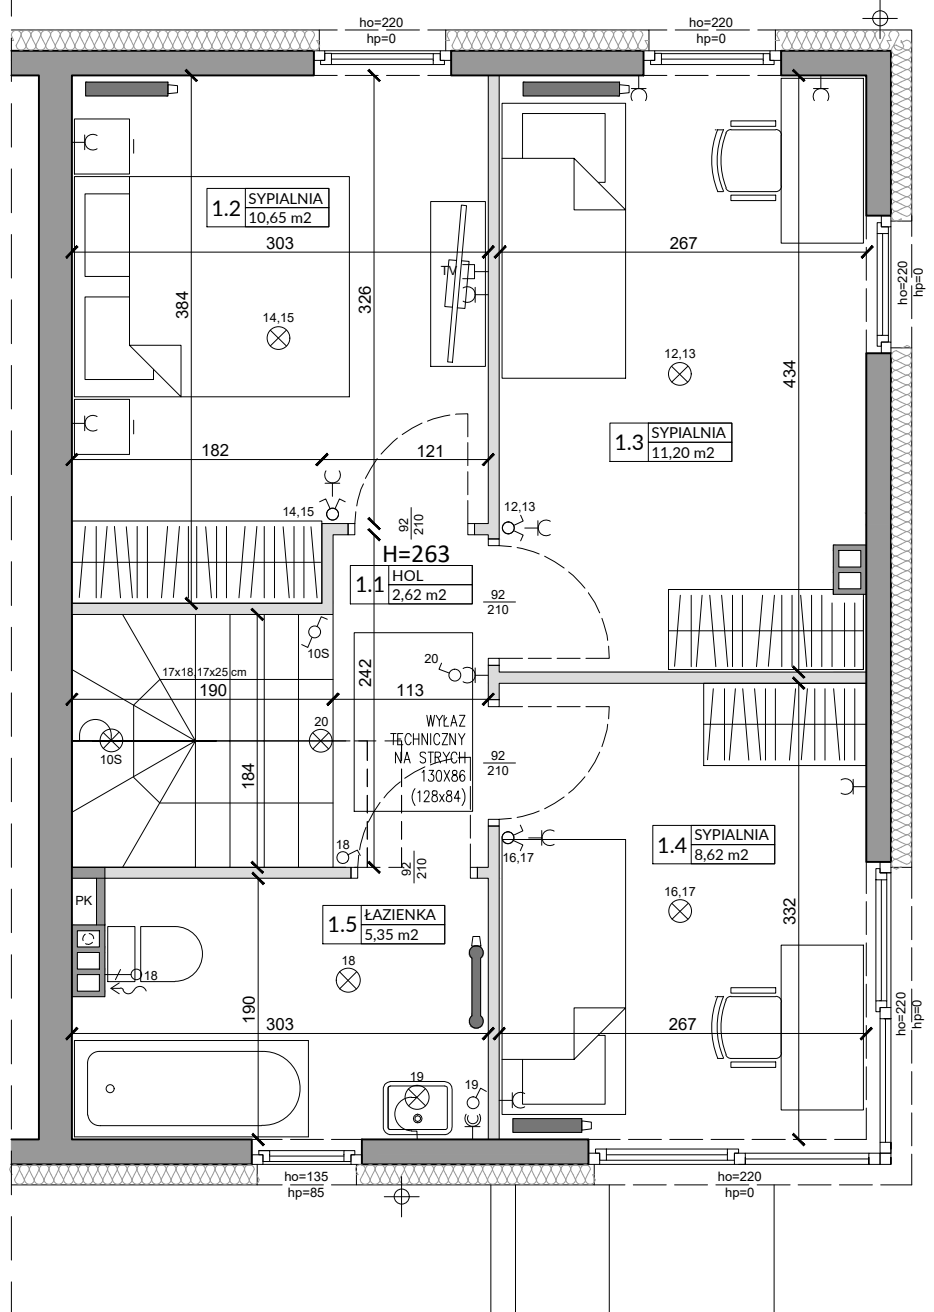 ho=220
hp=0
ho=220
hp=0
1.2
SYPIALNIA
10,65 m2
303
267
ho=220
hp=0
TV
384
326
14,15
12,13
434
1.3
SYPIALNIA
11,20 m2
182
121
14,15
92
210
12,13
H=263
1.1
HOL
2,62 m2
92
210
10S
20
242
17x18,17x25 cm
190
113
20
WYŁAZ
TECHNICZNY
NA STRYCH
130X86
(128x84)
10S
184
92
210
18
92
210
16,17
1.4
SYPIALNIA
8,62 m2
PK
1.5
ŁAZIENKA
5,35 m2
16,17
332
18
18
190
303
267
ho=220
hp=0
19
19
ho=135
hp=85
ho=220
hp=0